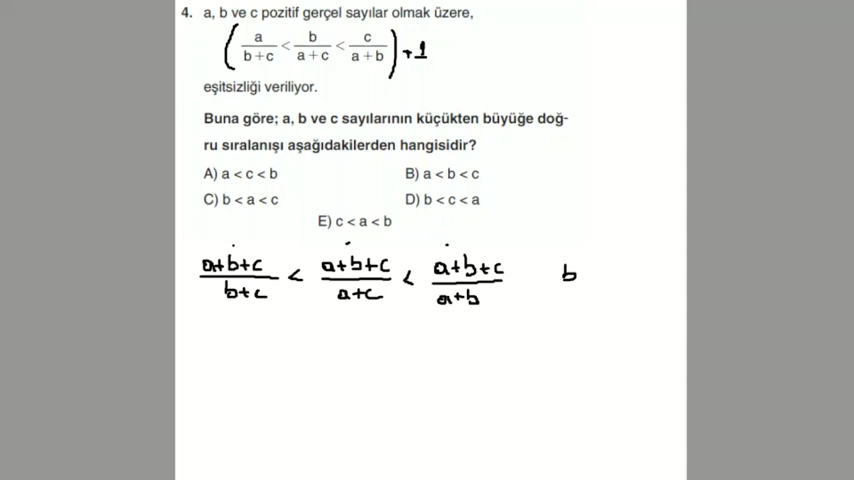 4. a, b ve c pozitif gerçel sayılar olmak üzere,
( a/(b+c) < b/(a+c) < c/(a+b) ) +1
eşitsizliği veriliyor.
Buna göre; a, b ve c sayılarının küçükten büyüğe doğ-
ru sıralanışı aşağıdakilerden hangisidir?
A) a < c < b B) a < b < c
C) b < a < c D) b < c < a
E) c < a < b
(a+b+c)/(b+c) < (a+b+c)/(a+c) < (a+b+c)/(a+b) b